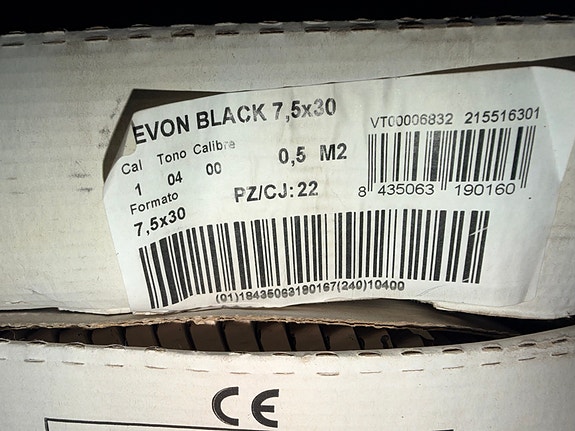 EVON BLACK 7,5x30
VT00006832 215516301
Cal Tono Calibre
1 04 00
0,5 M2
Formato
7,5x30
PZ/CJ: 22
8 435063 190160
(01)18435063190167(240)10400
CE